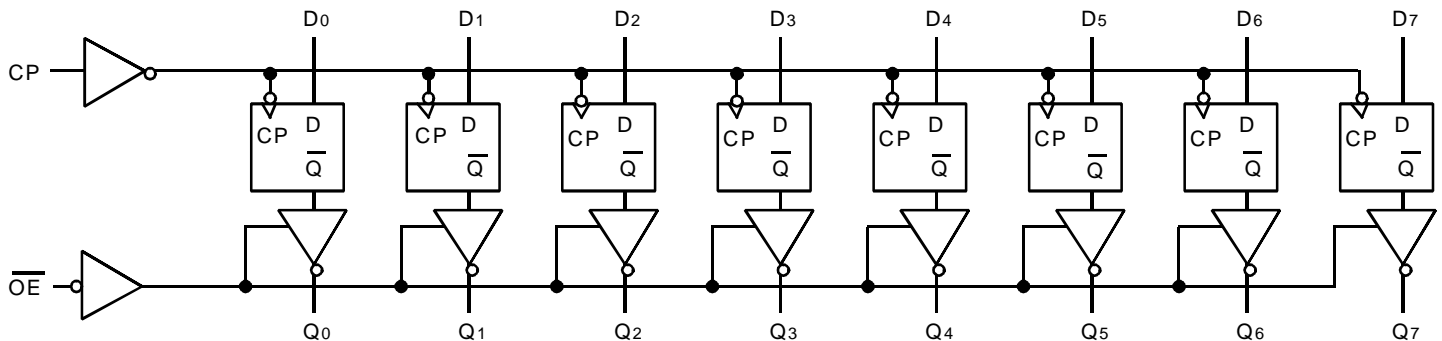 D0 D1 D2 D3 D4 D5 D6 D7
CP
CP D CP D CP D CP D CP D CP D CP D CP D
Q̅ Q̅ Q̅ Q̅ Q̅ Q̅ Q̅ Q̅
O̅E̅
Q0 Q1 Q2 Q3 Q4 Q5 Q6 Q7